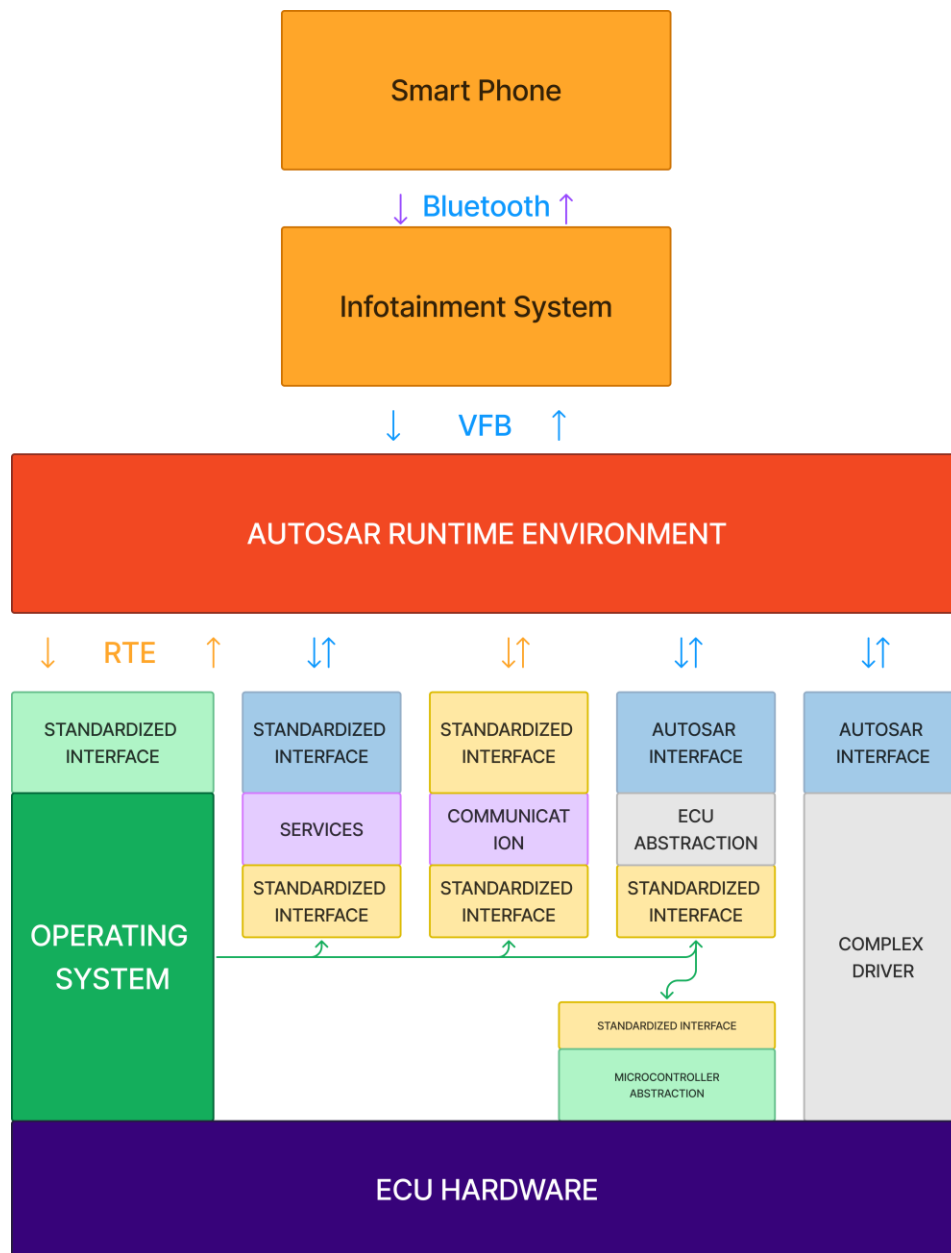 Smart Phone
Bluetooth
Infotainment System
VFB
AUTOSAR RUNTIME ENVIRONMENT
RTE
STANDARDIZED
INTERFACE
STANDARDIZED
INTERFACE
STANDARDIZED
INTERFACE
AUTOSAR
INTERFACE
AUTOSAR
INTERFACE
SERVICES
COMMUNICAT
ION
ECU
ABSTRACTION
STANDARDIZED
INTERFACE
STANDARDIZED
INTERFACE
STANDARDIZED
INTERFACE
OPERATING
SYSTEM
COMPLEX
DRIVER
STANDARDIZED INTERFACE
MICROCONTROLLER
ABSTRACTION
ECU HARDWARE